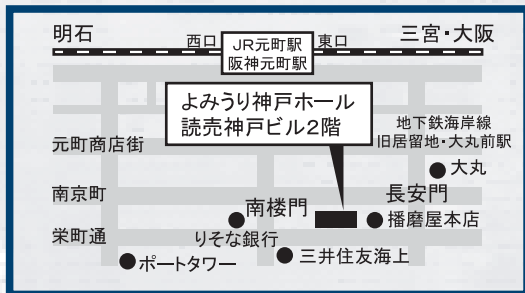 明石
西口
JR元町駅
阪神元町駅
東口
三宮・大阪
よみうり神戸ホール
読売神戸ビル2階
地下鉄海岸線
旧居留地・大丸前駅
元町商店街
大丸
南京町
南楼門
長安門
播磨屋本店
栄町通
りそな銀行
三井住友海上
ポートタワー